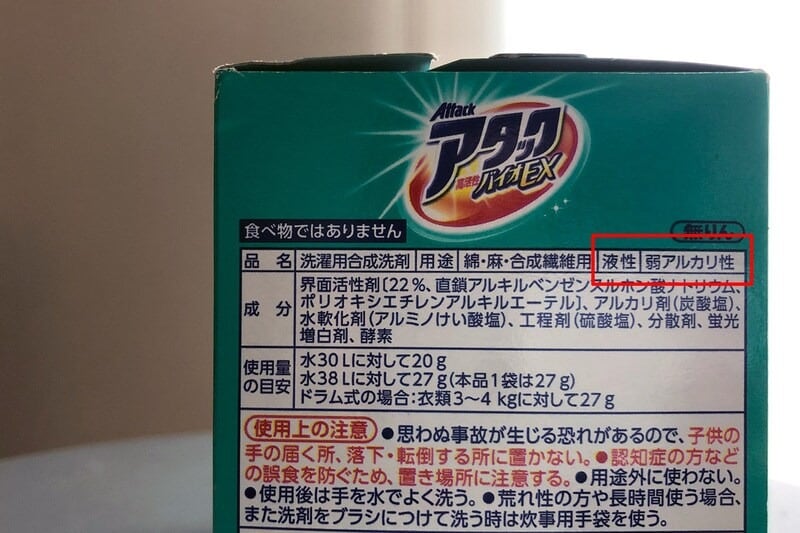 Attack
アタック
高活性 バイオEX
食べ物ではありません
無りん
品 名 洗濯用合成洗剤 用途 綿・麻・合成繊維用 液性 弱アルカリ性
成 分
界面活性剤〔22%、直鎖アルキルベンゼンスルホン酸ナトリウム、
ポリオキシエチレンアルキルエーテル〕、アルカリ剤(炭酸塩)、
水軟化剤(アルミノけい酸塩)、工程剤(硫酸塩)、分散剤、蛍光
増白剤、酵素
使用量
の目安
水30Lに対して20g
水38Lに対して27g(本品1袋は27g)
ドラム式の場合:衣類3~4kgに対して27g
使用上の注意 ●思わぬ事故が生じる恐れがあるので、子供の
手の届く所、落下・転倒する所に置かない。●認知症の方など
の誤食を防ぐため、置き場所に注意する。●用途外に使わない。
●使用後は手を水でよく洗う。●荒れ性の方や長時間使う場合、
また洗剤をブラシにつけて洗う時は炊事用手袋を使う。